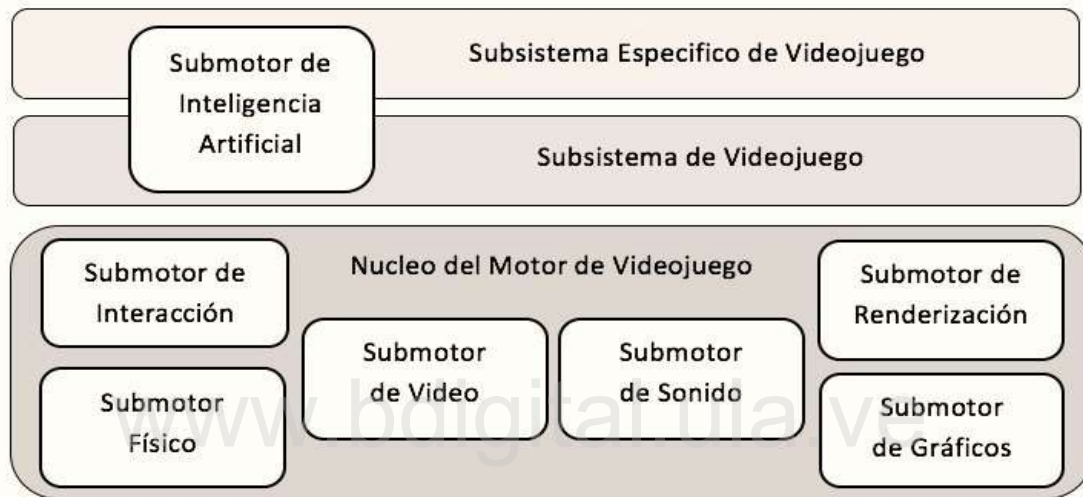 Subsistema Especifico de Videojuego
Submotor de
Inteligencia
Artificial
Subsistema de Videojuego
Nucleo del Motor de Videojuego
Submotor de
Interacción
Submotor
Físico
Submotor
de Video
Submotor
de Sonido
Submotor de
Renderización
Submotor
de Gráficos
www.bdigital.ula.ve